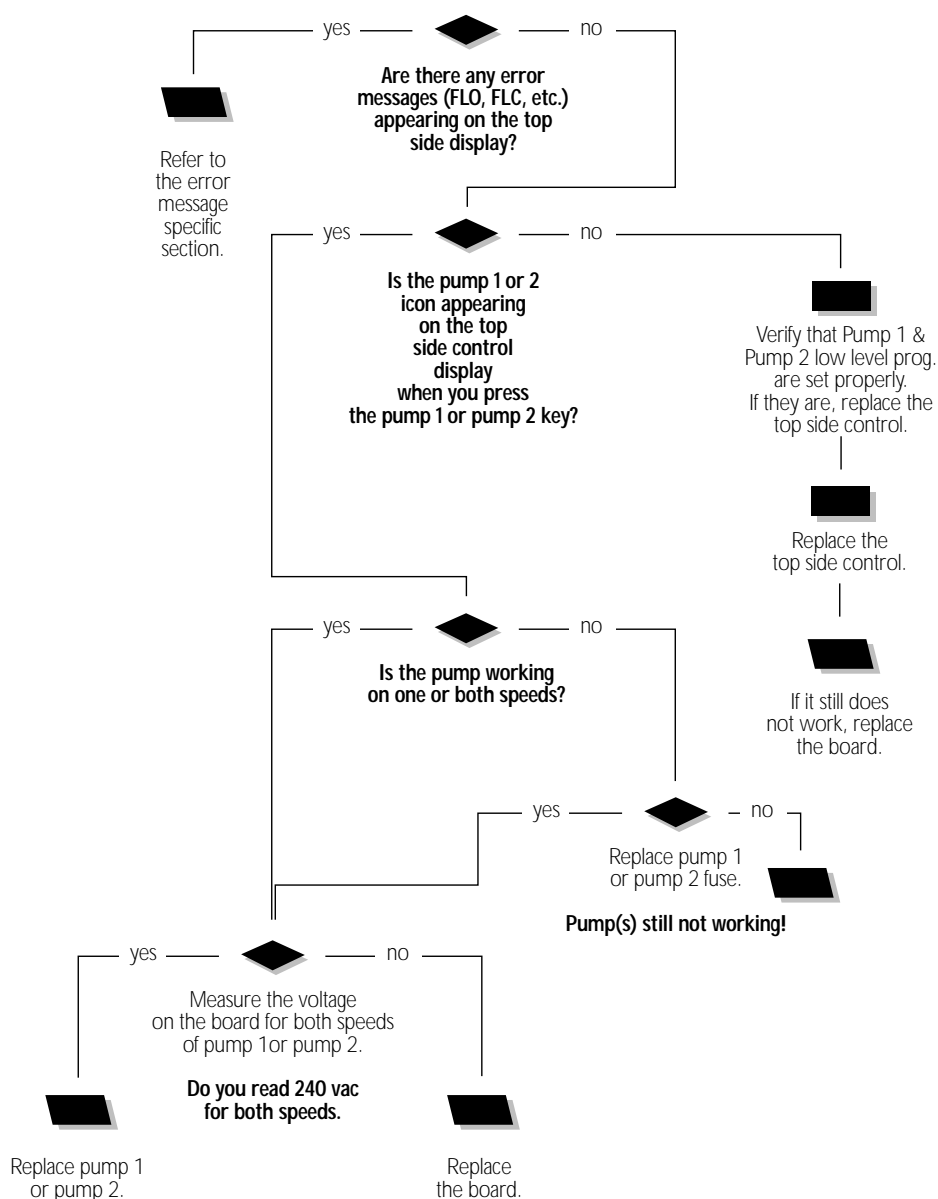 yes
no
Are there any error
messages (FLO, FLC, etc.)
appearing on the top
side display?
Refer to
the error
message
specific
section.
yes
no
Is the pump 1 or 2
icon appearing
on the top
side control
display
when you press
the pump 1 or pump 2 key?
Verify that Pump 1 &
Pump 2 low level prog.
are set properly.
If they are, replace the
top side control.
Replace the
top side control.
If it still does
not work, replace
the board.
yes
no
Is the pump working
on one or both speeds?
yes
no
Replace pump 1
or pump 2 fuse.
Pump(s) still not working!
yes
no
Measure the voltage
on the board for both speeds
of pump 1 or pump 2.
Do you read 240 vac
for both speeds.
Replace pump 1
or pump 2.
Replace
the board.